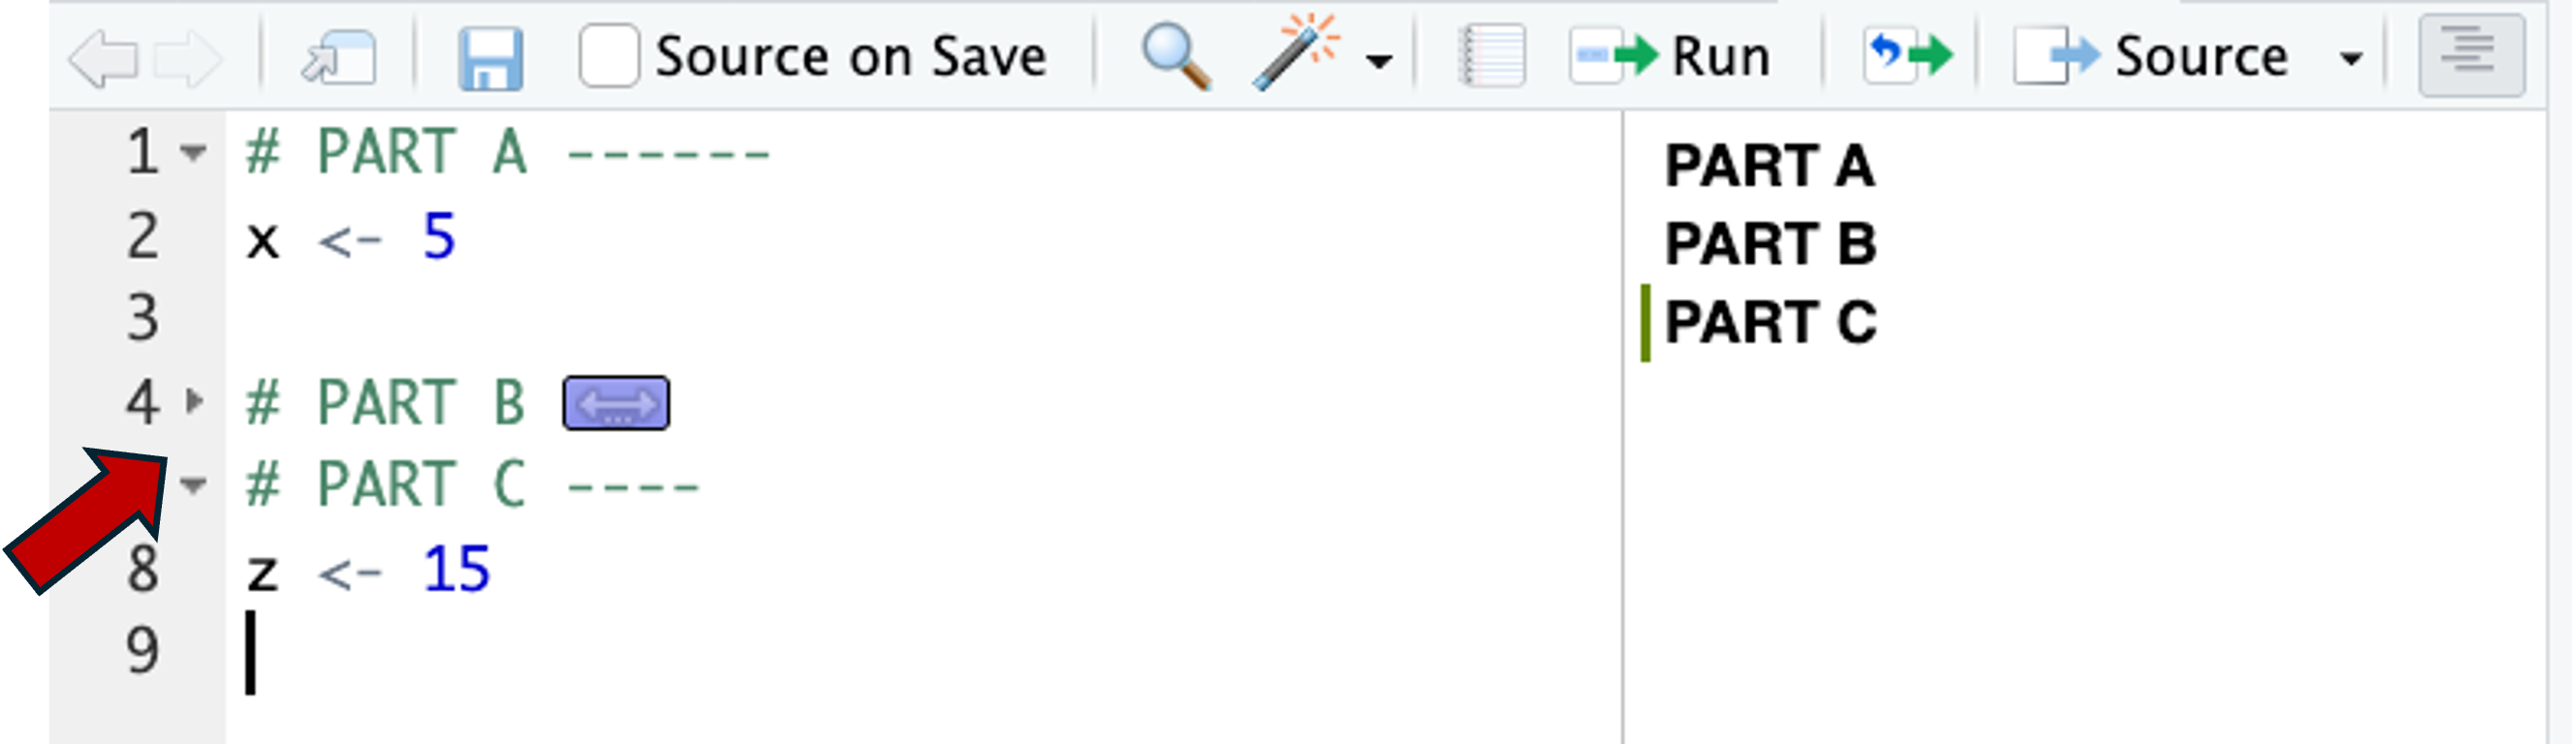 Source on Save Run Source
1 # PART A ------
2 x <- 5
3
4 # PART B
# PART C ----
8 z <- 15
9
PART A
PART B
PART C